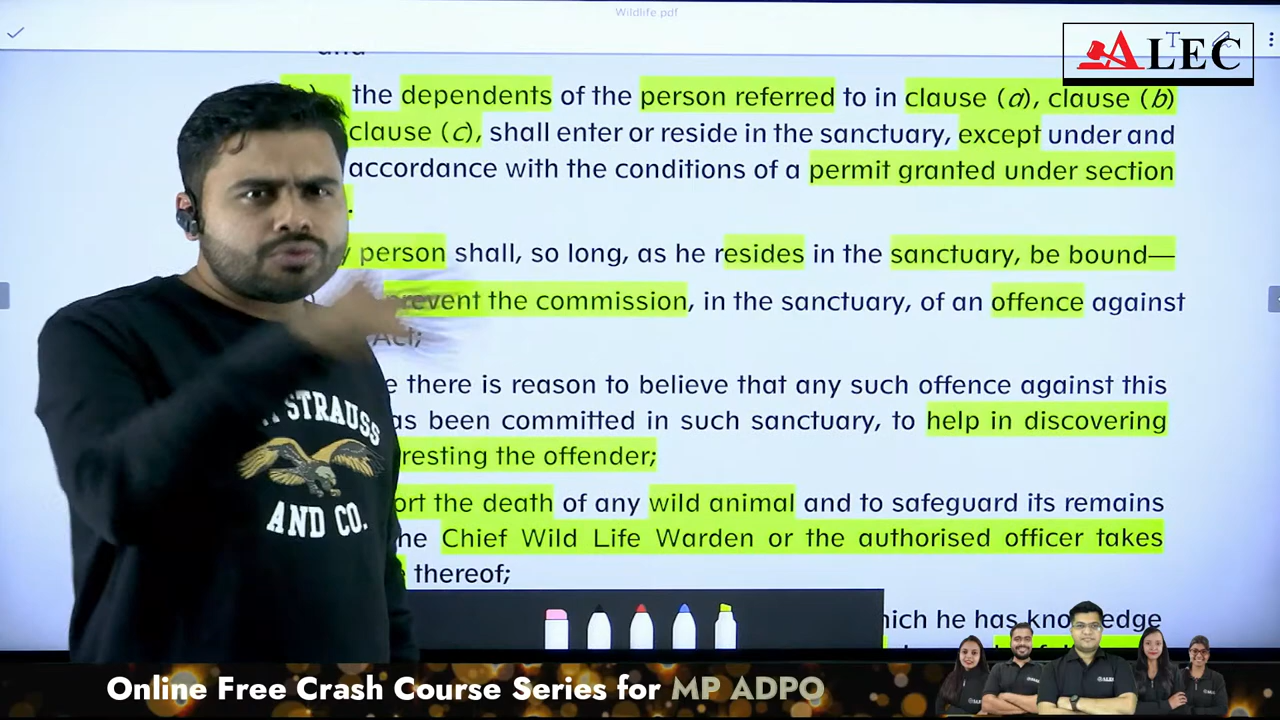 Wildlife.pdf
ALEC
the dependents of the person referred to in clause (a), clause (b)
clause (c), shall enter or reside in the sanctuary, except under and
accordance with the conditions of a permit granted under section
person shall, so long, as he resides in the sanctuary, be bound—
prevent the commission, in the sanctuary, of an offence against
Act;
there is reason to believe that any such offence against this
been committed in such sanctuary, to help in discovering
the offender;
the death of any wild animal and to safeguard its remains
Chief Wild Life Warden or the authorised officer takes
thereof;
he has knowledge
STRAUSS
AND CO.
Online Free Crash Course Series for MP ADPO